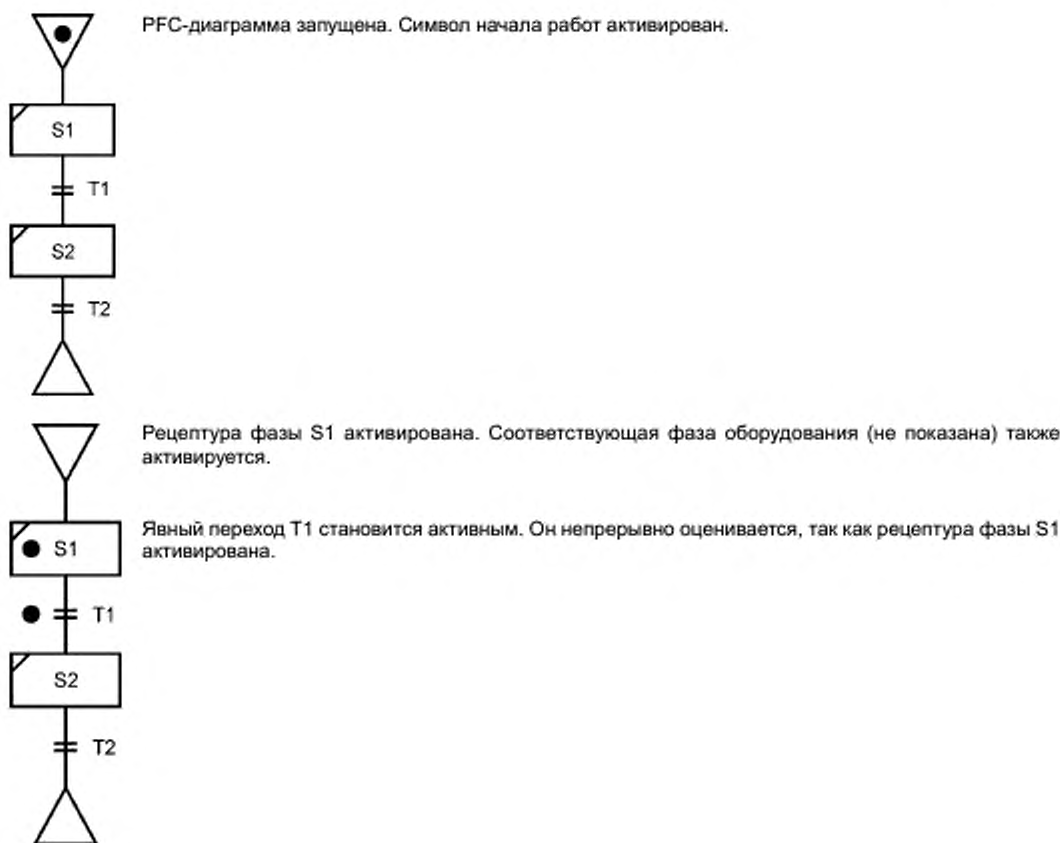 PFC-диаграмма запущена. Символ начала работ активирован.
S1
T1
S2
T2
Рецептура фазы S1 активирована. Соответствующая фаза оборудования (не показана) также
активируется.
Явный переход T1 становится активным. Он непрерывно оценивается, так как рецептура фазы S1
активирована.
S1
T1
S2
T2